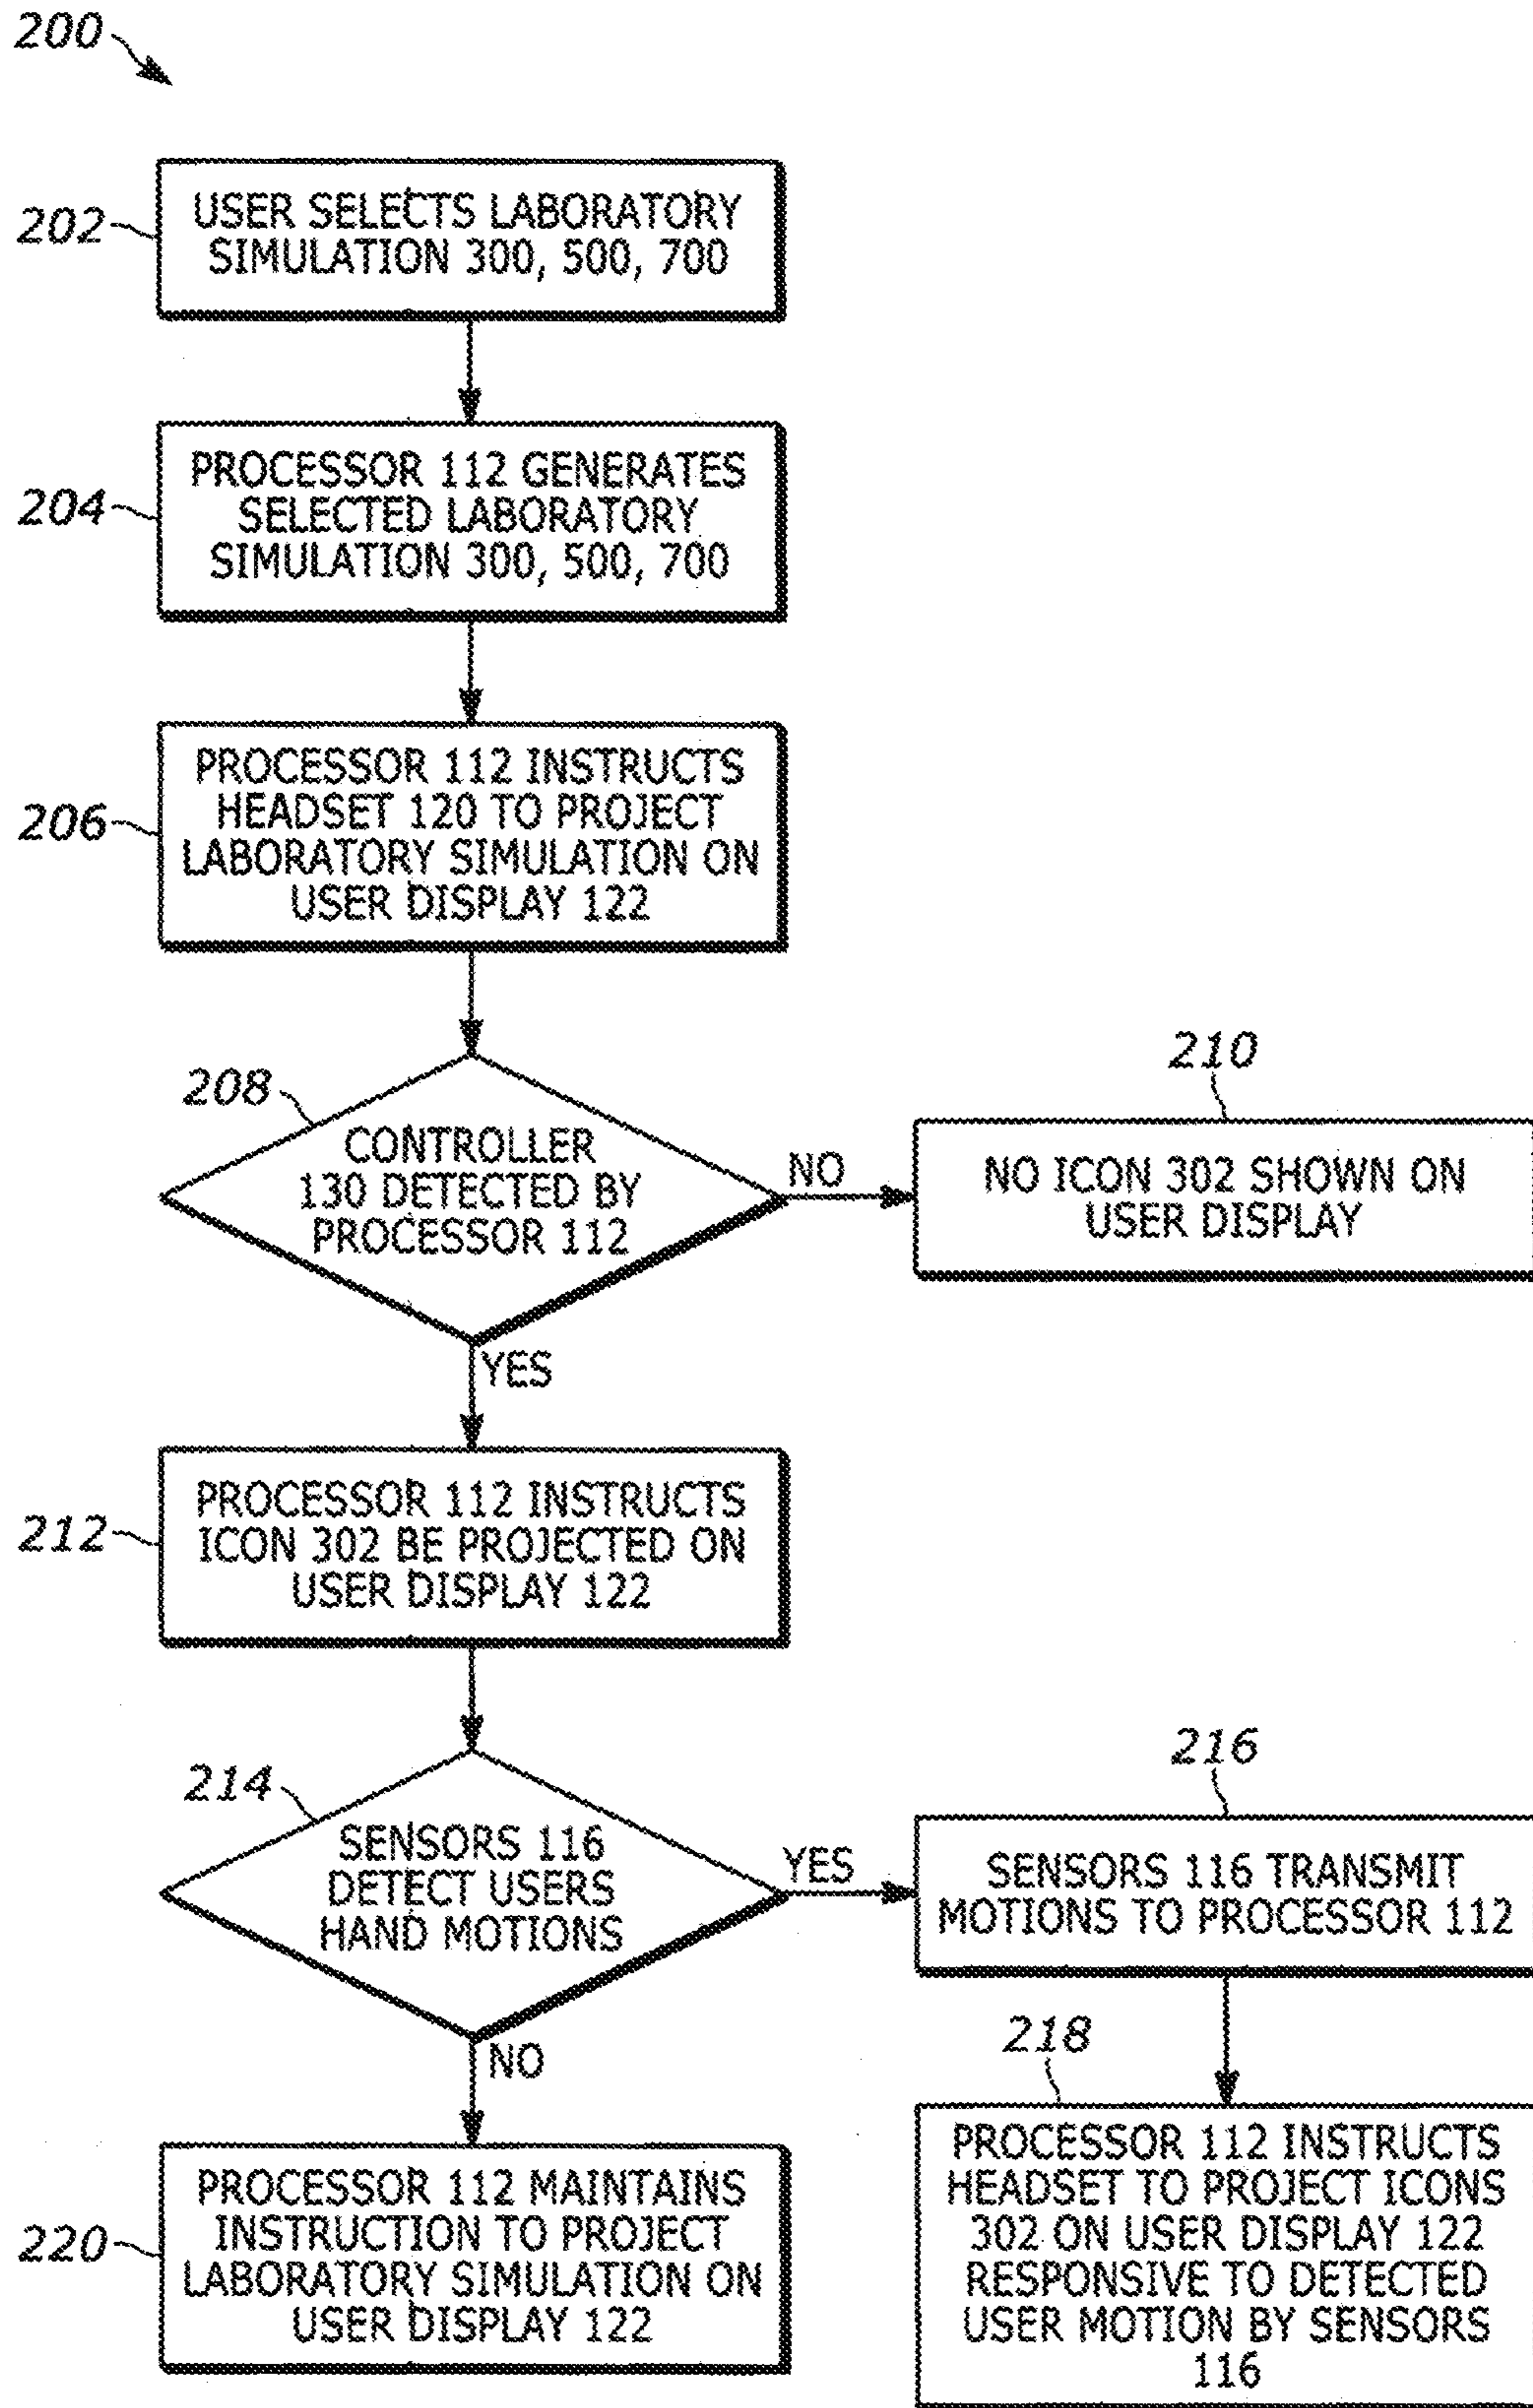 200
202
USER SELECTS LABORATORY
SIMULATION 300, 500, 700
204
PROCESSOR 112 GENERATES
SELECTED LABORATORY
SIMULATION 300, 500, 700
206
PROCESSOR 112 INSTRUCTS
HEADSET 120 TO PROJECT
LABORATRY SIMULATION ON
USER DISPLAY 122
208
CONTROLLER
130 DETECTED BY
PROCESSOR 112
NO
210
NO ICON 302 SHOWN ON
USER DISPLAY
YES
212
PROCESSOR 112 INSTRUCTS
ICON 302 BE PROJECTED ON
USER DISPLAY 122
214
SENSORS 116
DETECT USERS
HAND MOTIONS
YES
216
SENSORS 116 TRANSMIT
MOTIONS TO PROCESSOR 112
218
PROCESSOR 112 INSTRUCTS
HEADSET TO PROJECT ICONS
302 ON USER DISPLAY 122
RESPONSIVE TO DETECTED
USER MOTION BY SENSORS
116
NO
220
PROCESSOR 112 MAINTAINS
INSTRUCTION TO PROJECT
LABORATORY SIMULATION ON
USER DISPLAY 122